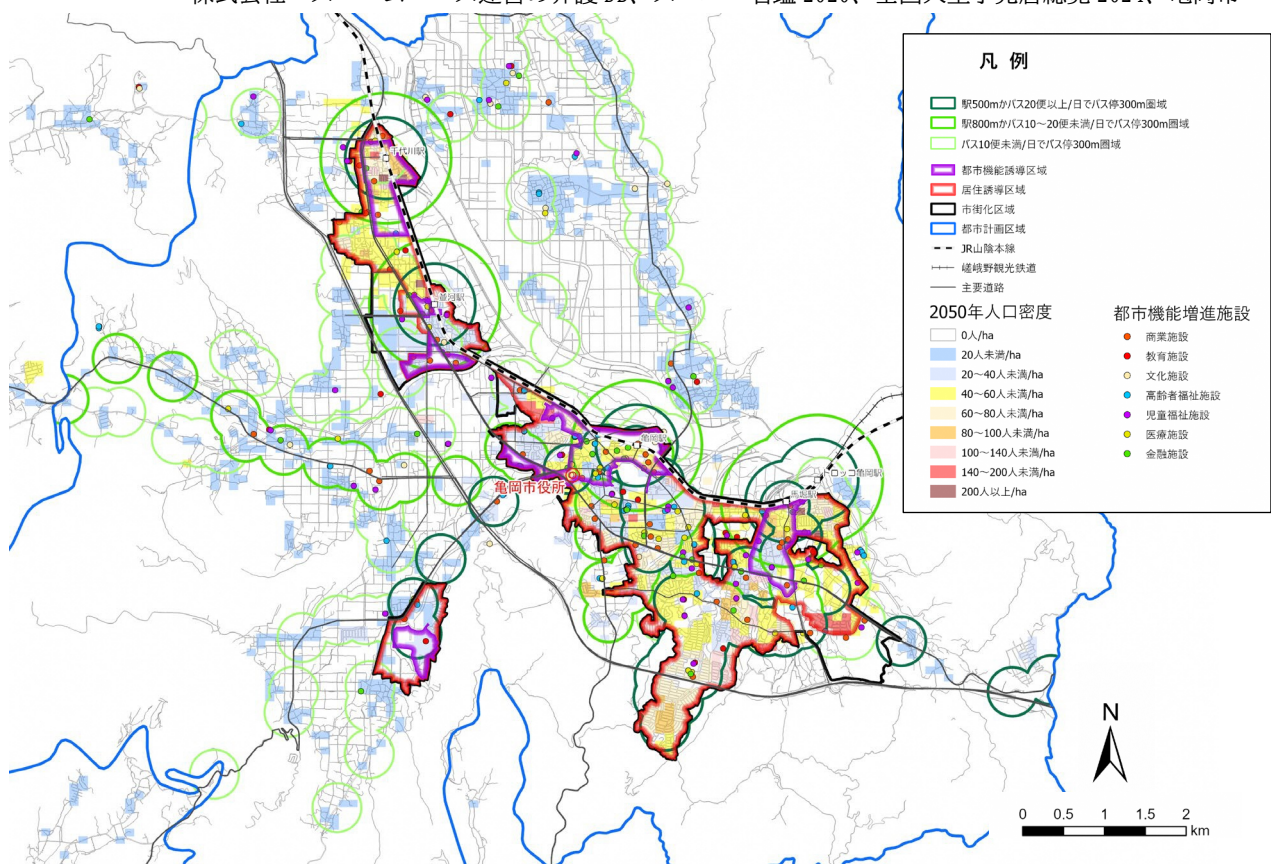 凡 例
駅500mかバス20便以上/日でバス停300m圏域
駅800mかバス10～20便未満/日でバス停300m圏域
バス10便未満/日でバス停300m圏域
都市機能誘導区域
居住誘導区域
市街化区域
都市計画区域
JR山陰本線
嵯峨野観光鉄道
主要道路
2050年人口密度
0人/ha
20人未満/ha
20～40人未満/ha
40～60人未満/ha
60～80人未満/ha
80～100人未満/ha
100～140人未満/ha
140～200人未満/ha
200人以上/ha
都市機能増進施設
商業施設
教育施設
文化施設
高齢者福祉施設
児童福祉施設
医療施設
金融施設
千代川駅
並河駅
亀岡駅
トロッコ亀岡駅
馬堀駅
亀岡市役所
N
0 0.5 1 2
km